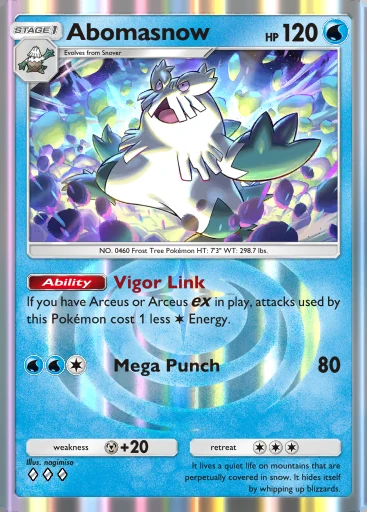 STAGE 1 Abomasnow HP 120
Evolves from Snover
NO. 0460 Frost Tree Pokémon HT: 7'3" WT: 298.7 lbs.
Ability Vigor Link
If you have Arceus or Arceus ex in play, attacks used by
this Pokémon cost 1 less Energy.
Mega Punch 80
weakness +20 retreat
Illus. nagimiso
It lives a quiet life on mountains that are
perpetually covered in snow. It hides itself
by whipping up blizzards.